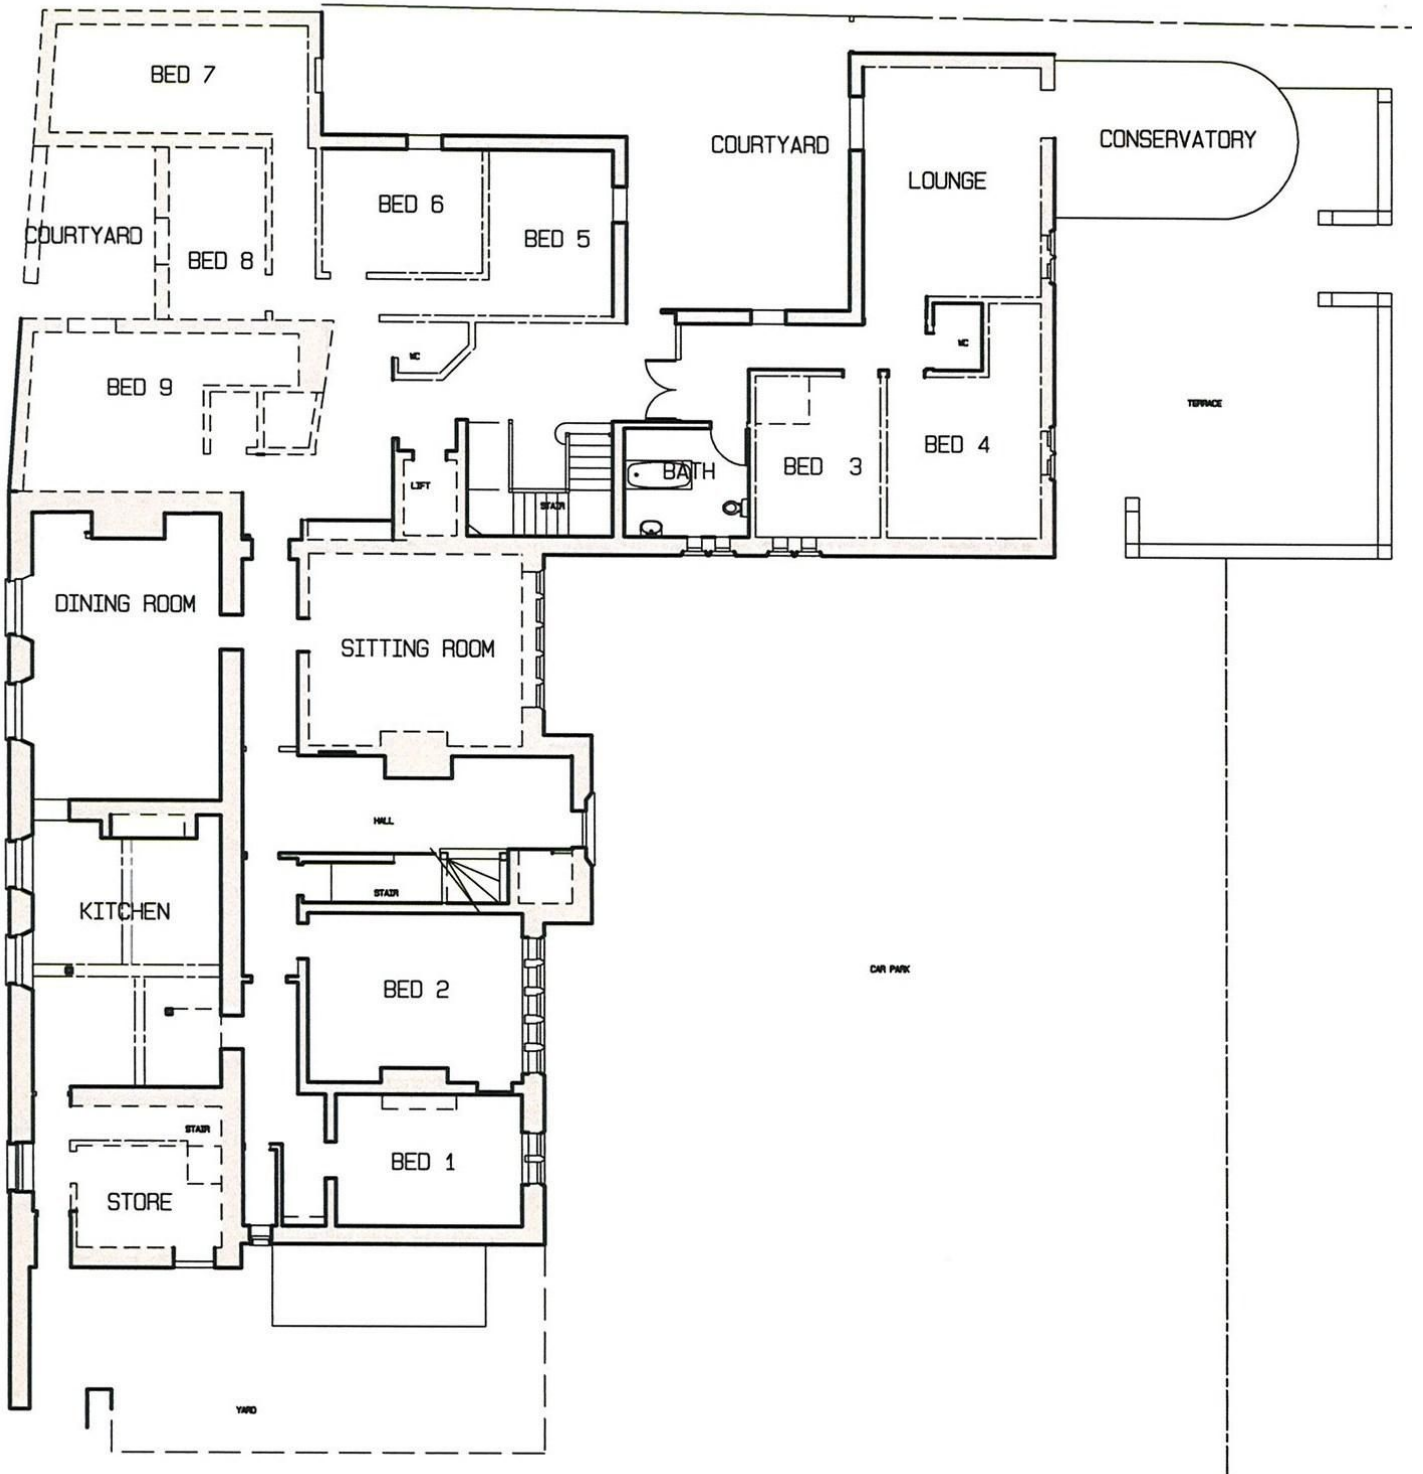 BED 7
COURTYARD
CONSERVATORY
LOUNGE
BED 6
BED 5
COURTYARD
BED 8
WC
WC
BED 9
TERRACE
BED 4
BED 3
BATH
LIFT
STAIR
DINING ROOM
SITTING ROOM
HALL
STAIR
KITCHEN
CAR PARK
BED 2
STAIR
BED 1
STORE
YARD